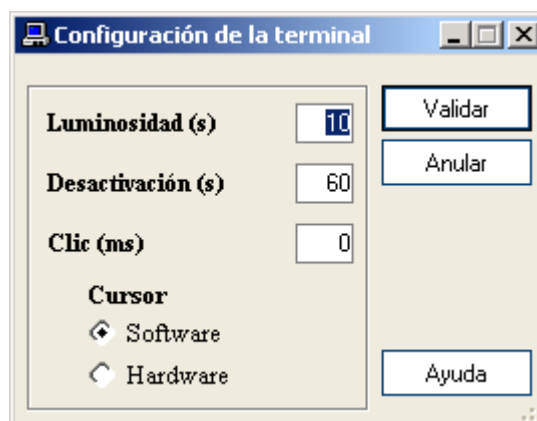 Configuración de la terminal
Luminosidad (s) 10
Validar
Anular
Desactivación (s) 60
Clic (ms) 0
Cursor
Software
Hardware
Ayuda